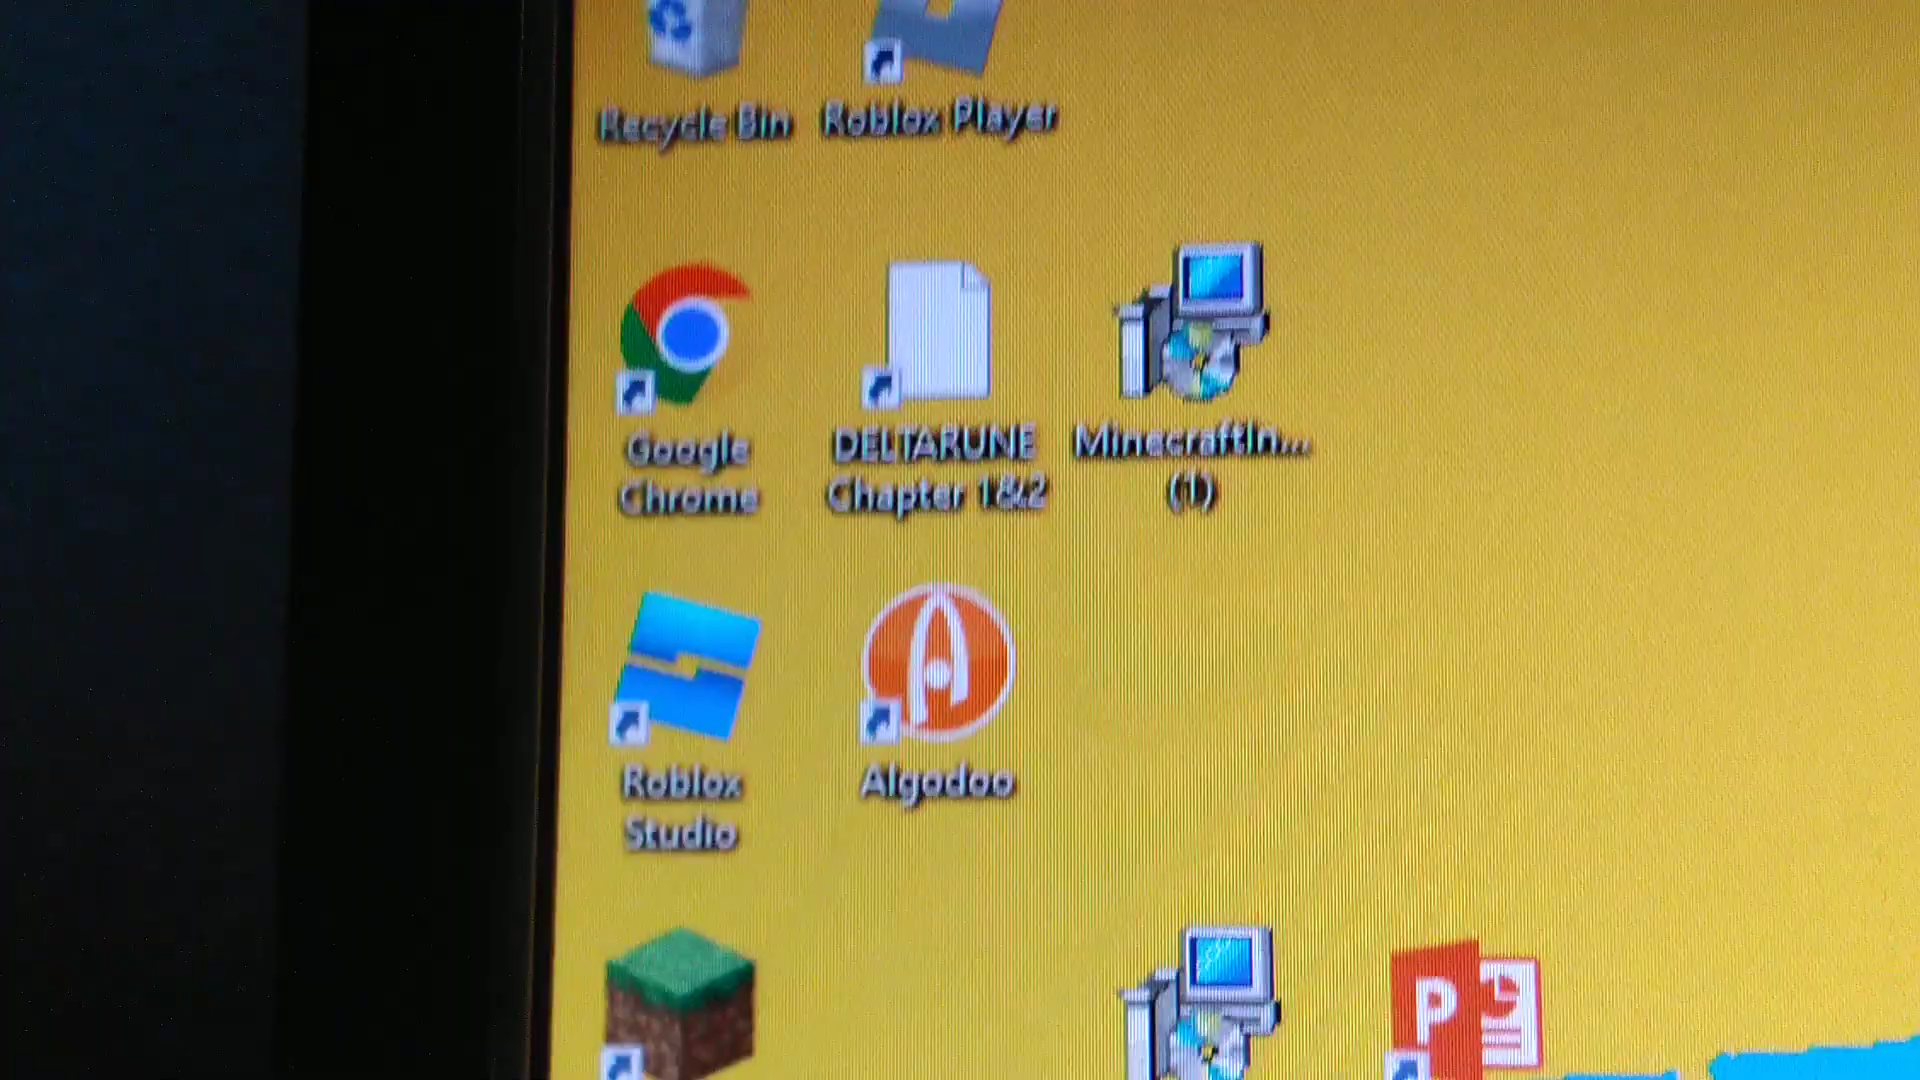 Recycle Bin
Roblox Player
Google
Chrome
DELTARUNE
Chapter 1&2
MinecraftIn...
(1)
Roblox
Studio
Algodoo
P